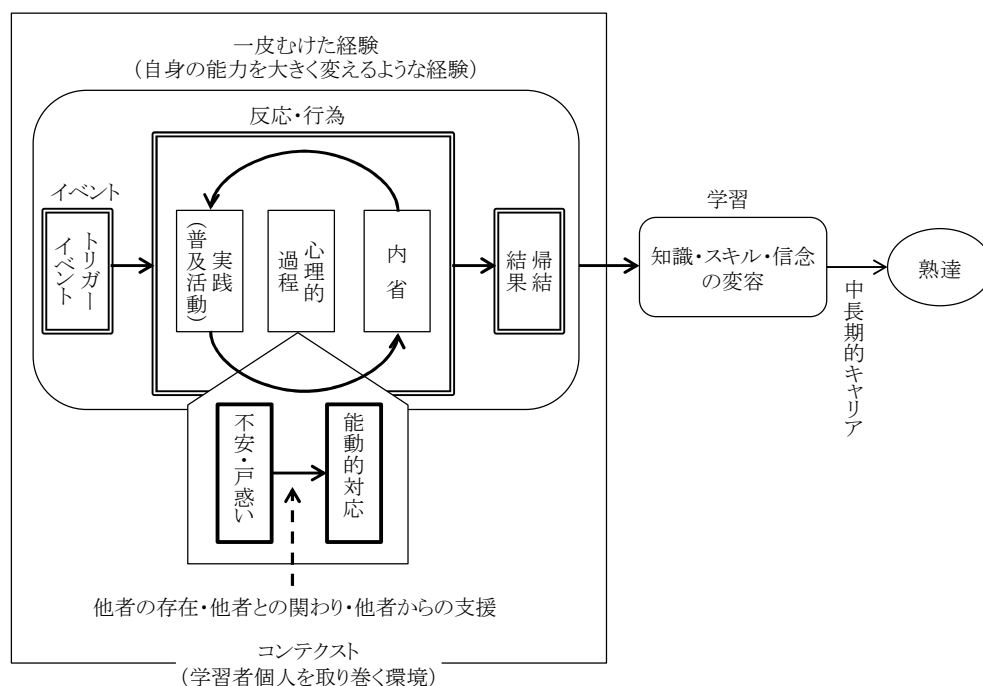 一皮むけた経験
（自身の能力を大きく変えるような経験）
反応・行為
イベント
トリガー
イベント
実践
（普及活動）
心理的
過程
内省
帰結
結果
学習
知識・スキル・信念
の変容
熟達
中長期的キャリア
不安・戸惑い
能動的対応
他者の存在・他者との関わり・他者からの支援
コンテクスト
（学習者個人を取り巻く環境）